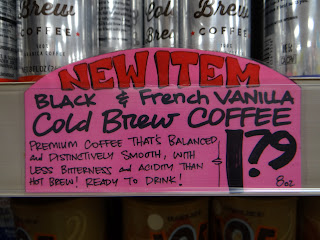 Brew
COFFEE
Brew
COFFEE
NEW ITEM
BLACK & French VANILLA
Cold Brew COFFEE
PREMIUM COFFEE THAT'S BALANCED
and DISTINCTIVELY SMOOTH, WITH
LESS BITTERNESS and ACIDITY THAN
HOT BREW! READY TO DRINK!
$1.79
8oz